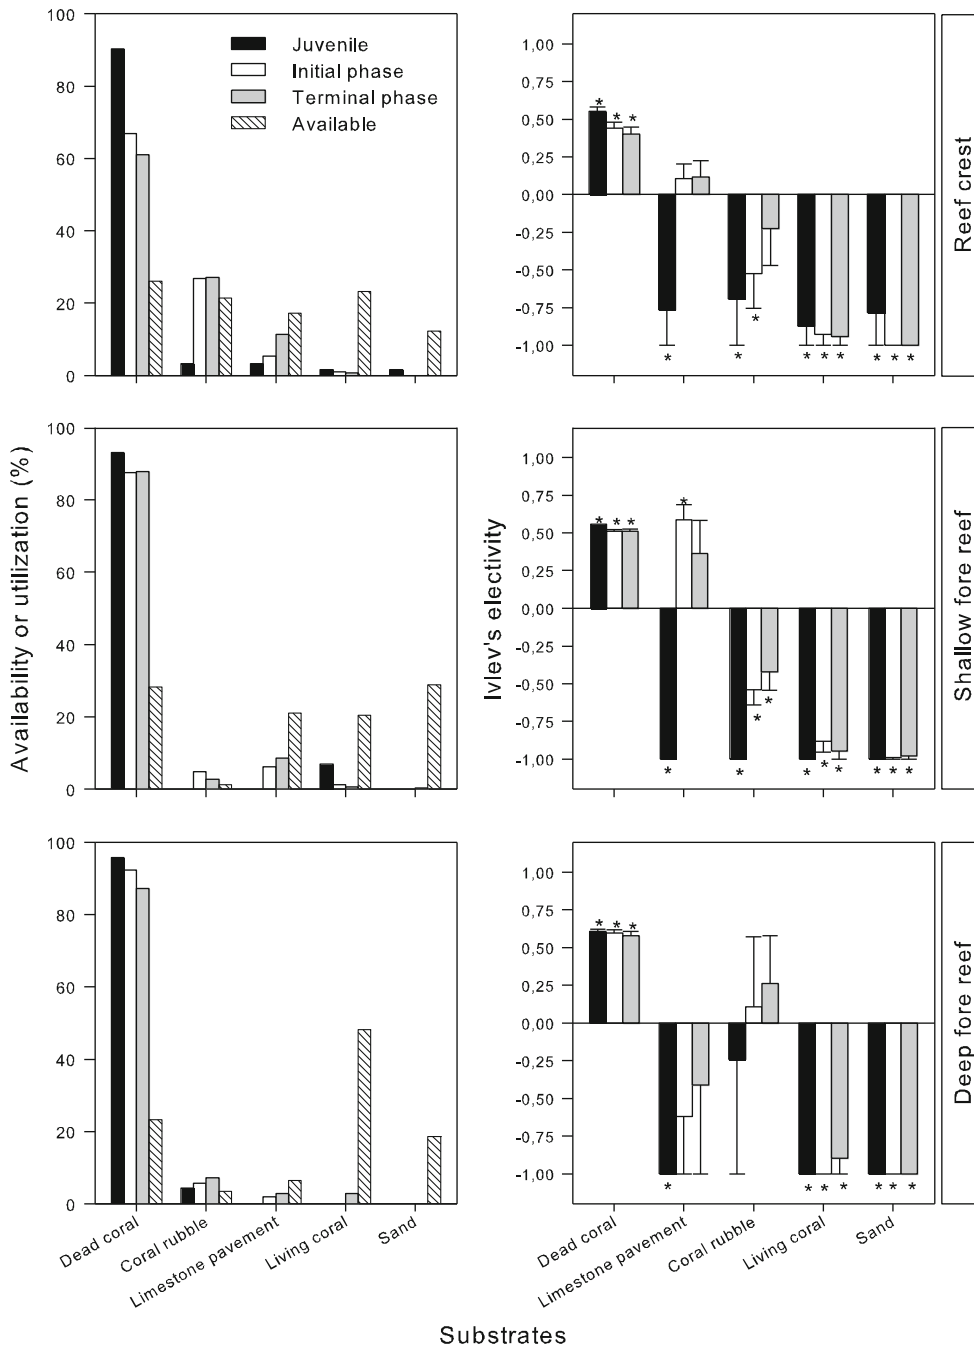 100
80
60
40
20
0
Juvenile
Initial phase
Terminal phase
Available
1,00
0,75
0,50
0,25
0,00
-0,25
-0,50
-0,75
-1,00
* * *
* * * * * * * * *
Reef crest
100
80
60
40
20
0
Availability or utilization (%)
1,00
0,75
0,50
0,25
0,00
-0,25
-0,50
-0,75
-1,00
Ivlev's electivity
* * * *
* * * * * * * * * *
Shallow fore reef
100
80
60
40
20
0
Dead coral
Coral rubble
Limestone pavement
Living coral
Sand
1,00
0,75
0,50
0,25
0,00
-0,25
-0,50
-0,75
-1,00
* * *
* * * * * * *
Deep fore reef
Dead coral
Limestone pavement
Coral rubble
Living coral
Sand
Substrates